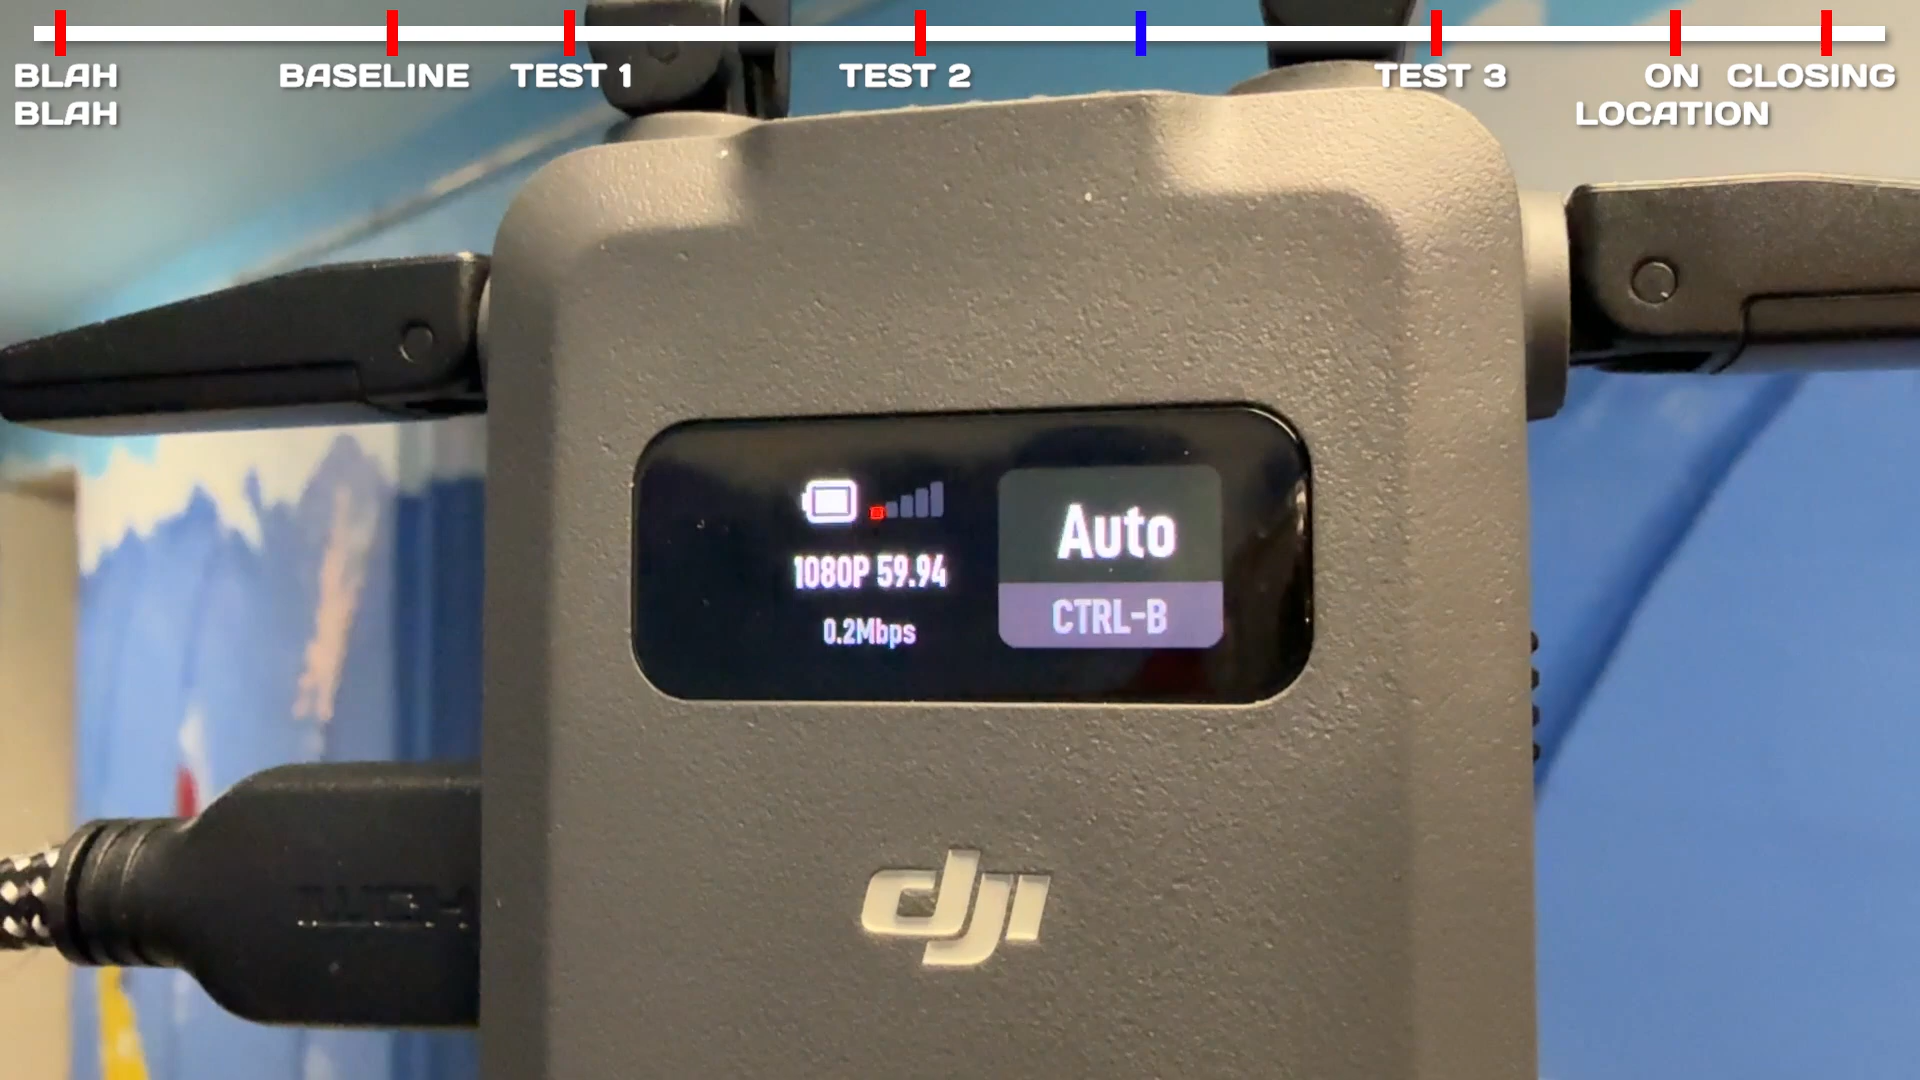 BLAH
BLAH
BASELINE
TEST 1
TEST 2
TEST 3
ON
LOCATION
CLOSING
1080P 59.94
0.2Mbps
Auto
CTRL-B
dji